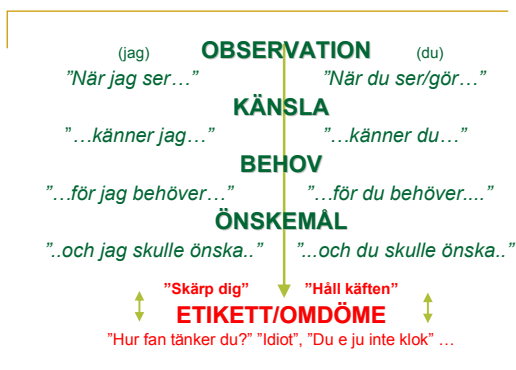 (jag) OBSERVATION (du)
”När jag ser…” ”När du ser/gör…”
KÄNSLA
”…känner jag…” ”…känner du…”
BEHOV
”…för jag behöver…” ”…för du behöver....”
ÖNSKEMÅL
”..och jag skulle önska..” ”...och du skulle önska..”
”Skärp dig” ”Håll käften”
ETIKETT/OMDÖME
”Hur fan tänker du?” ”Idiot”, ”Du e ju inte klok” …